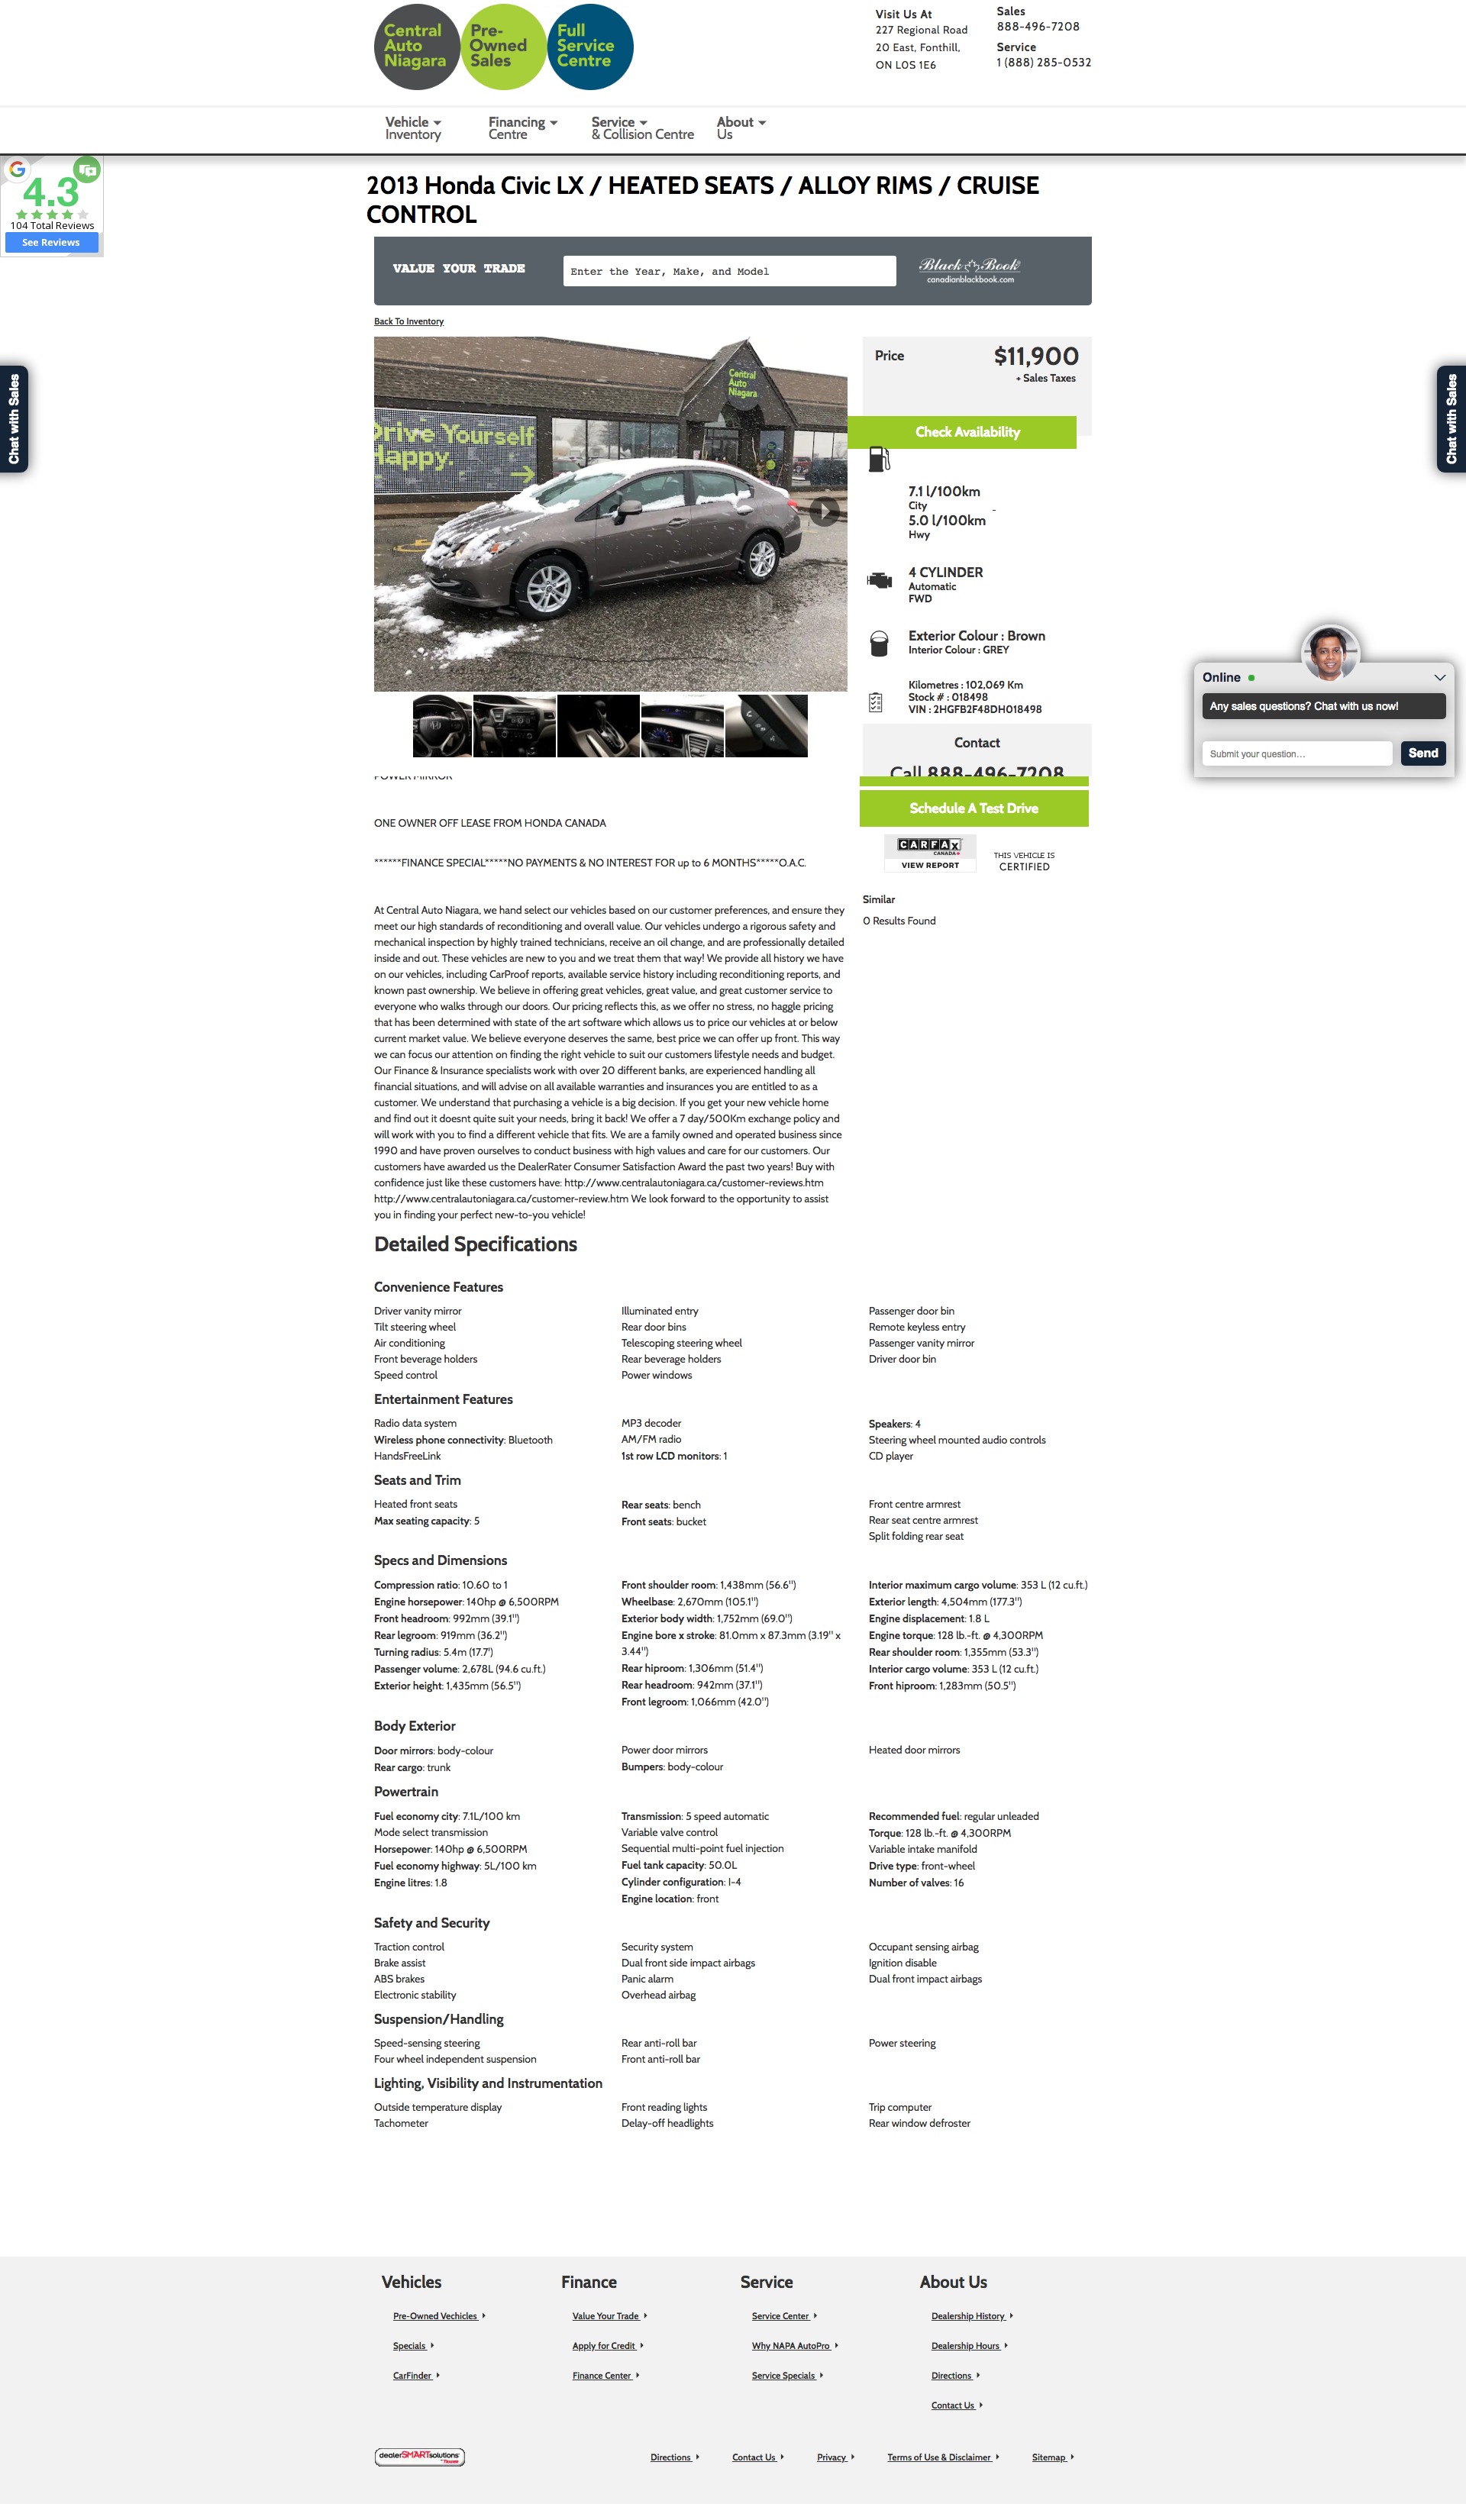 Central
Auto
Niagara
Pre-
Owned
Sales
Full
Service
Centre
Visit Us At
227 Regional Road
20 East, Fonthill,
ON L0S 1E6
Sales
888-496-7208
Service
1 (888) 285-0532
Vehicle
Inventory
Financing
Centre
Service
& Collision Centre
About
Us
4.3
104 Total Reviews
See Reviews
2013 Honda Civic LX / HEATED SEATS / ALLOY RIMS / CRUISE
CONTROL
VALUE YOUR TRADE
Enter the Year, Make, and Model
Black Book
canadianblackbook.com
Back To Inventory
Chat with Sales
Chat with Sales
Central
Auto
Niagara
Drive Yourself
Happy.
Price
$11,900
+ Sales Taxes
Check Availability
7.1 l/100km
City
-
5.0 l/100km
Hwy
4 CYLINDER
Automatic
FWD
Exterior Colour : Brown
Interior Colour : GREY
Kilometres : 102,069 Km
Stock # : 018498
VIN : 2HGFB2F48DH018498
Contact
Call 888-496-7208
Schedule A Test Drive
CARFAX
CANADA
VIEW REPORT
THIS VEHICLE IS
CERTIFIED
Similar
0 Results Found
Online
Any sales questions? Chat with us now!
Submit your question...
Send
POWER MIRROR
ONE OWNER OFF LEASE FROM HONDA CANADA
******FINANCE SPECIAL*****NO PAYMENTS & NO INTEREST FOR up to 6 MONTHS*****O.A.C.
At Central Auto Niagara, we hand select our vehicles based on our customer preferences, and ensure they
meet our high standards of reconditioning and overall value. Our vehicles undergo a rigorous safety and
mechanical inspection by highly trained technicians, receive an oil change, and are professionally detailed
inside and out. These vehicles are new to you and we treat them that way! We provide all history we have
on our vehicles, including CarProof reports, available service history including reconditioning reports, and
known past ownership. We believe in offering great vehicles, great value, and great customer service to
everyone who walks through our doors. Our pricing reflects this, as we offer no stress, no haggle pricing
that has been determined with state of the art software which allows us to price our vehicles at or below
current market value. We believe everyone deserves the same, best price we can offer up front. This way
we can focus our attention on finding the right vehicle to suit our customers lifestyle needs and budget.
Our Finance & Insurance specialists work with over 20 different banks, are experienced handling all
financial situations, and will advise on all available warranties and insurances you are entitled to as a
customer. We understand that purchasing a vehicle is a big decision. If you get your new vehicle home
and find out it doesnt quite suit your needs, bring it back! We offer a 7 day/500Km exchange policy and
will work with you to find a different vehicle that fits. We are a family owned and operated business since
1990 and have proven ourselves to conduct business with high values and care for our customers. Our
customers have awarded us the DealerRater Consumer Satisfaction Award the past two years! Buy with
confidence just like these customers have: http://www.centralautoniagara.ca/customer-reviews.htm
http://www.centralautoniagara.ca/customer-review.htm We look forward to the opportunity to assist
you in finding your perfect new-to-you vehicle!
Detailed Specifications
Convenience Features
Driver vanity mirror
Tilt steering wheel
Air conditioning
Front beverage holders
Speed control
Illuminated entry
Rear door bins
Telescoping steering wheel
Rear beverage holders
Power windows
Passenger door bin
Remote keyless entry
Passenger vanity mirror
Driver door bin
Entertainment Features
Radio data system
Wireless phone connectivity: Bluetooth
HandsFreeLink
MP3 decoder
AM/FM radio
1st row LCD monitors: 1
Speakers: 4
Steering wheel mounted audio controls
CD player
Seats and Trim
Heated front seats
Max seating capacity: 5
Rear seats: bench
Front seats: bucket
Front centre armrest
Rear seat centre armrest
Split folding rear seat
Specs and Dimensions
Compression ratio: 10.60 to 1
Engine horsepower: 140hp @ 6,500RPM
Front headroom: 992mm (39.1")
Rear legroom: 919mm (36.2")
Turning radius: 5.4m (17.7')
Passenger volume: 2,678L (94.6 cu.ft.)
Exterior height: 1,435mm (56.5")
Front shoulder room: 1,438mm (56.6")
Wheelbase: 2,670mm (105.1")
Exterior body width: 1,752mm (69.0")
Engine bore x stroke: 81.0mm x 87.3mm (3.19" x
3.44")
Rear hiproom: 1,306mm (51.4")
Rear headroom: 942mm (37.1")
Front legroom: 1,066mm (42.0")
Interior maximum cargo volume: 353 L (12 cu.ft.)
Exterior length: 4,504mm (177.3")
Engine displacement: 1.8 L
Engine torque: 128 lb.-ft. @ 4,300RPM
Rear shoulder room: 1,355mm (53.3")
Interior cargo volume: 353 L (12 cu.ft.)
Front hiproom: 1,283mm (50.5")
Body Exterior
Door mirrors: body-colour
Rear cargo: trunk
Power door mirrors
Bumpers: body-colour
Heated door mirrors
Powertrain
Fuel economy city: 7.1L/100 km
Mode select transmission
Horsepower: 140hp @ 6,500RPM
Fuel economy highway: 5L/100 km
Engine litres: 1.8
Transmission: 5 speed automatic
Variable valve control
Sequential multi-point fuel injection
Fuel tank capacity: 50.0L
Cylinder configuration: I-4
Engine location: front
Recommended fuel: regular unleaded
Torque: 128 lb.-ft. @ 4,300RPM
Variable intake manifold
Drive type: front-wheel
Number of valves: 16
Safety and Security
Traction control
Brake assist
ABS brakes
Electronic stability
Security system
Dual front side impact airbags
Panic alarm
Overhead airbag
Occupant sensing airbag
Ignition disable
Dual front impact airbags
Suspension/Handling
Speed-sensing steering
Four wheel independent suspension
Rear anti-roll bar
Front anti-roll bar
Power steering
Lighting, Visibility and Instrumentation
Outside temperature display
Tachometer
Front reading lights
Delay-off headlights
Trip computer
Rear window defroster
Vehicles
Pre-Owned Vechicles
Specials
CarFinder
Finance
Value Your Trade
Apply for Credit
Finance Center
Service
Service Center
Why NAPA AutoPro
Service Specials
About Us
Dealership History
Dealership Hours
Directions
Contact Us
dealerSMARTsolutions
Directions
Contact Us
Privacy
Terms of Use & Disclaimer
Sitemap